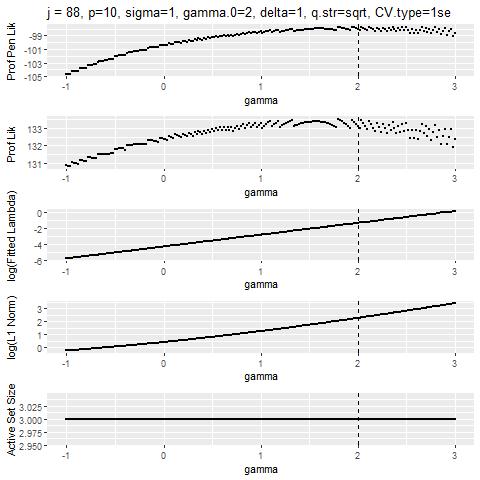 j = 88, p=10, sigma=1, gamma.0=2, delta=1, q.str=sqrt, CV.type=1se
Prof Pen Lik
-99
-101
-103
-105
-1 0 1 2 3
gamma
Prof Lik
133
132
131
-1 0 1 2 3
gamma
log(Fitted Lambda)
0
-2
-4
-6
-1 0 1 2 3
gamma
log(L1 Norm)
3
2
1
0
-1 0 1 2 3
gamma
Active Set Size
3.025
3.000
2.975
2.950
-1 0 1 2 3
gamma